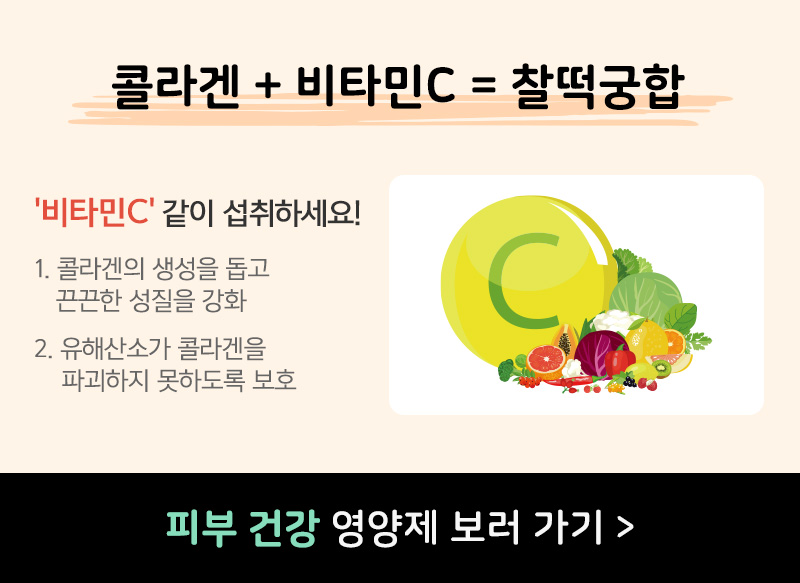 콜라겐 + 비타민C = 찰떡궁합
'비타민C' 같이 섭취하세요!
1. 콜라겐의 생성을 돕고
끈끈한 성질을 강화
2. 유해산소가 콜라겐을
파괴하지 못하도록 보호
C
피부 건강 영양제 보러 가기 >